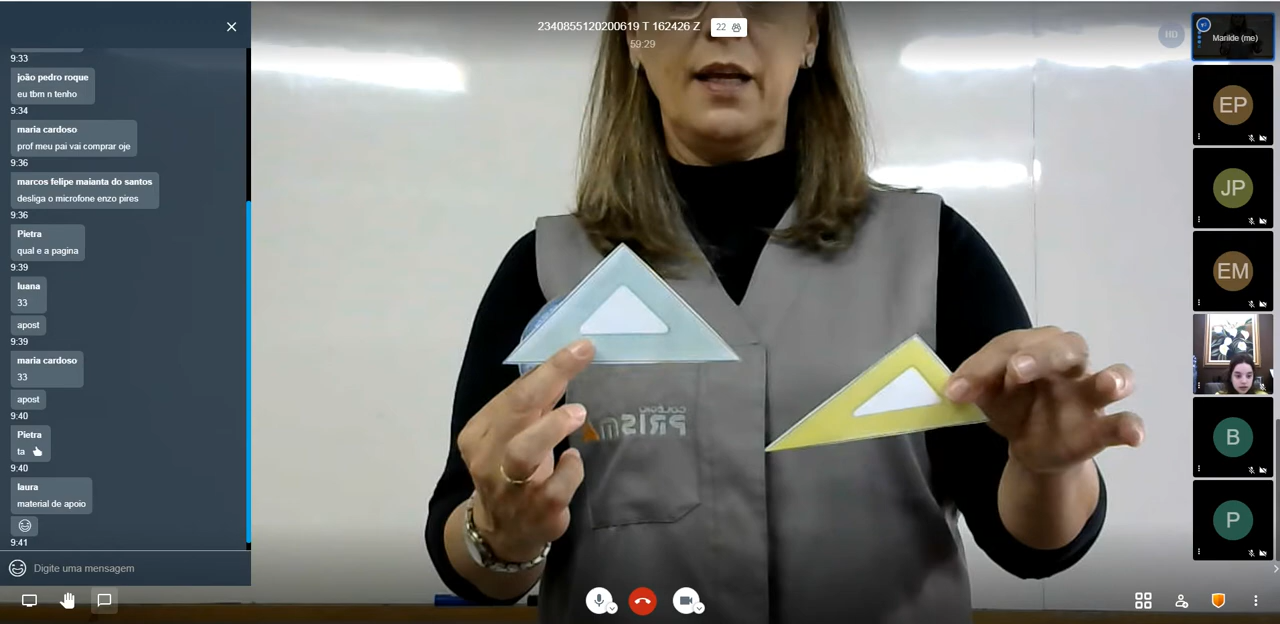 2340855120200619 T 162426 Z
22
59:29
HD
9:33
joão pedro roque
eu tbm n tenho
9:34
maria cardoso
prof meu pai vai comprar oje
9:36
marcos felipe maianta do santos
desliga o microfone enzo pires
9:36
Pietra
qual e a pagina
9:39
luana
33
apost
9:39
maria cardoso
33
apost
9:40
Pietra
ta
9:40
laura
material de apoio
9:41
Digite uma mensagem
COLÉGIO
PRISMA
Marilde (me)
EP
JP
EM
B
P